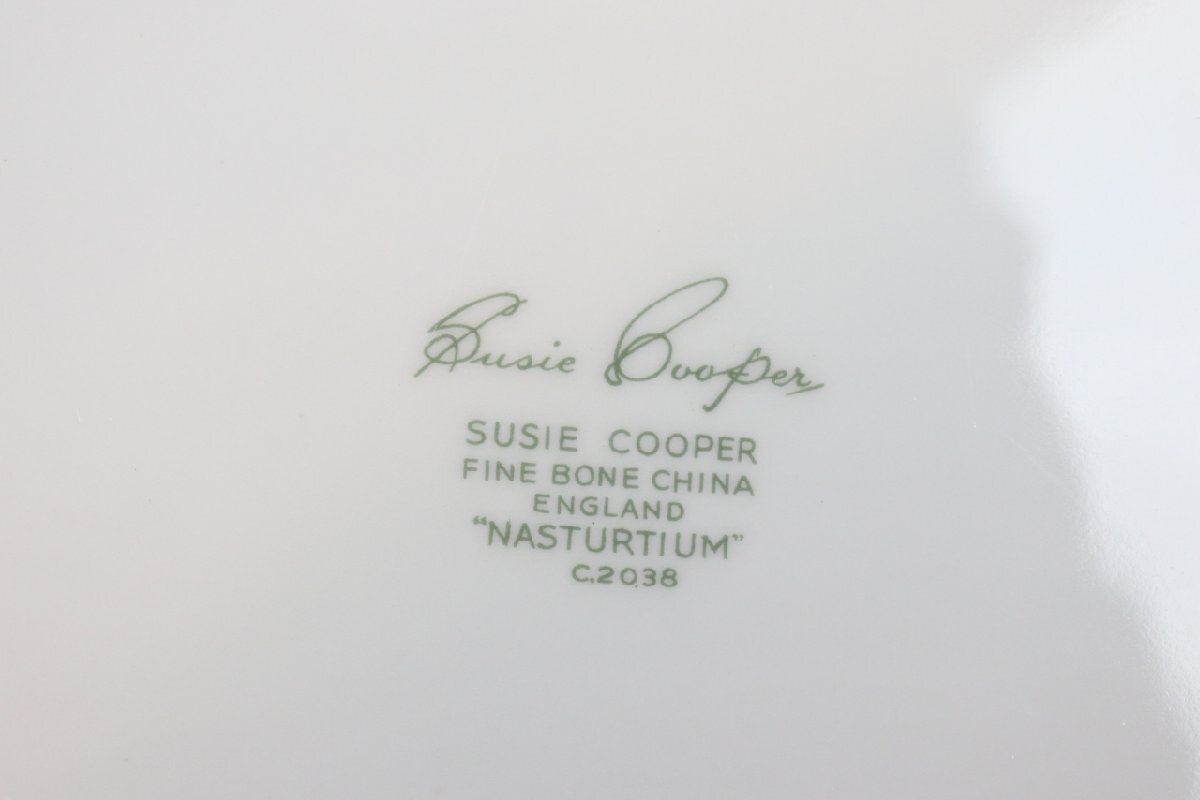 Susie Cooper
SUSIE COOPER
FINE BONE CHINA
ENGLAND
“NASTURTIUM”
C.2038